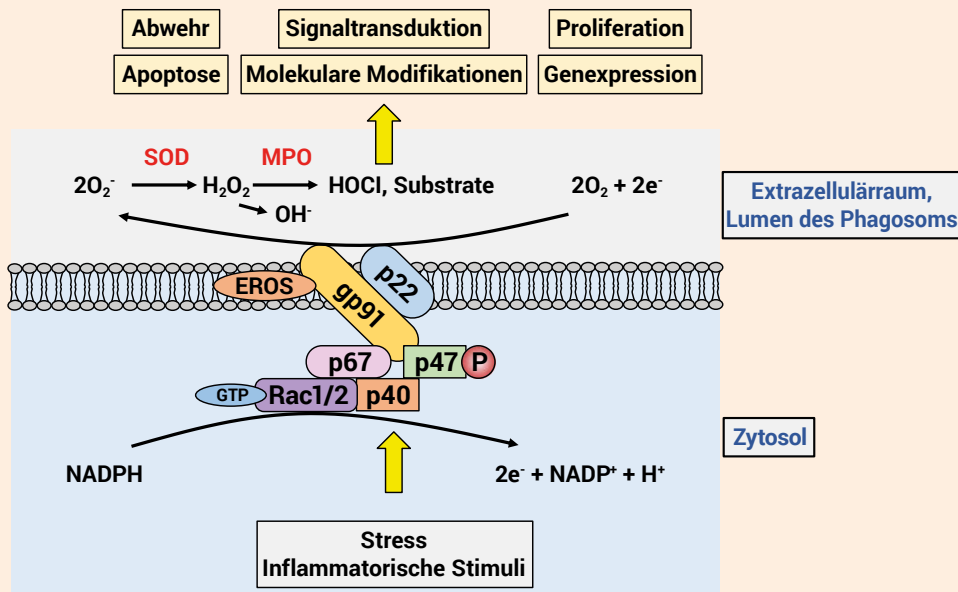 Abwehr
Signaltransduktion
Proliferation
Apoptose
Molekulare Modifikationen
Genexpression
SOD
MPO
2O₂⁻
H₂O₂
HOCl, Substrate
2O₂ + 2e⁻
OH⁻
Extrazellulärraum,
Lumen des Phagosoms
EROS
gp91
p22
p67
p47
P
GTP
Rac1/2
p40
Zytosol
NADPH
2e⁻ + NADP⁺ + H⁺
Stress
Inflammatorische Stimuli